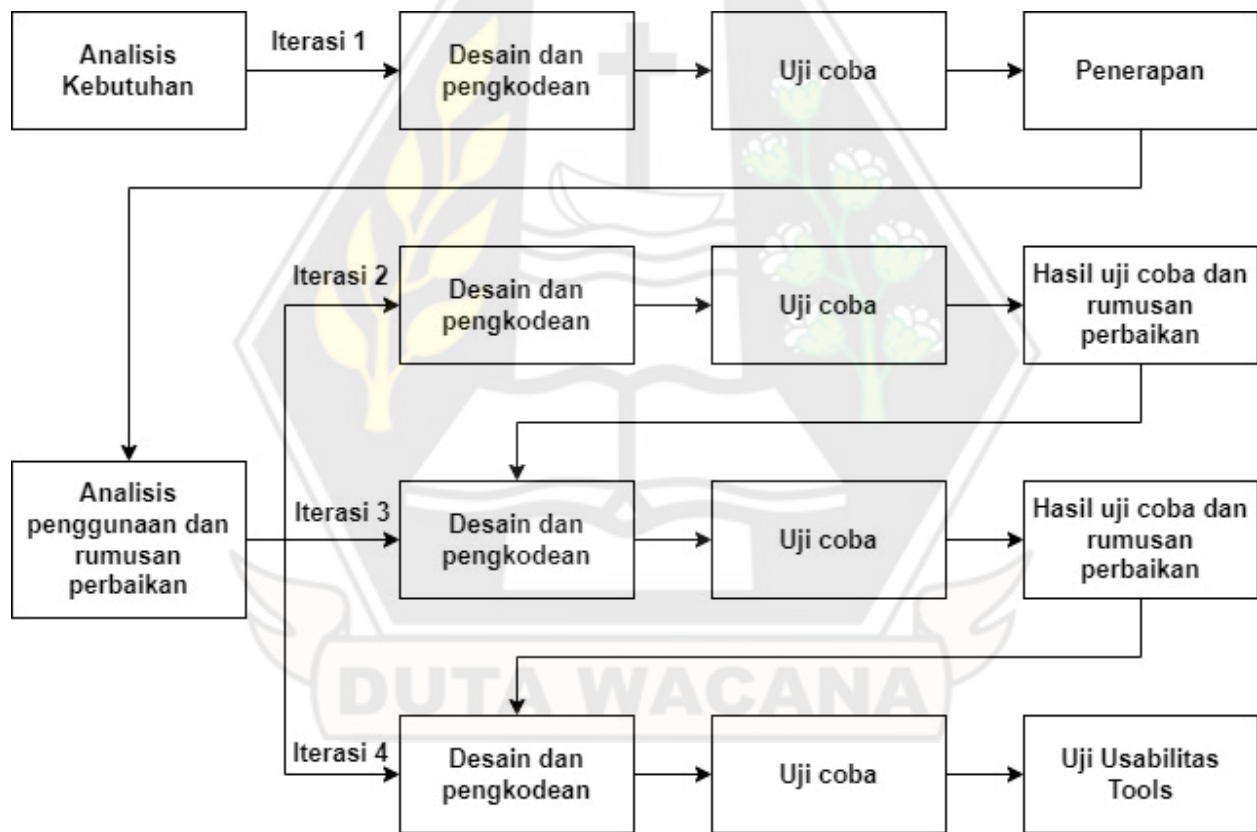 Analisis
Kebutuhan
Iterasi 1
Desain dan
pengkodean
Uji coba
Penerapan
Iterasi 2
Desain dan
pengkodean
Uji coba
Hasil uji coba dan
rumusan
perbaikan
Analisis
penggunaan dan
rumusan
perbaikan
Iterasi 3
Desain dan
pengkodean
Uji coba
Hasil uji coba dan
rumusan
perbaikan
DUTA WACANA
Iterasi 4
Desain dan
pengkodean
Uji coba
Uji Usabilitas
Tools